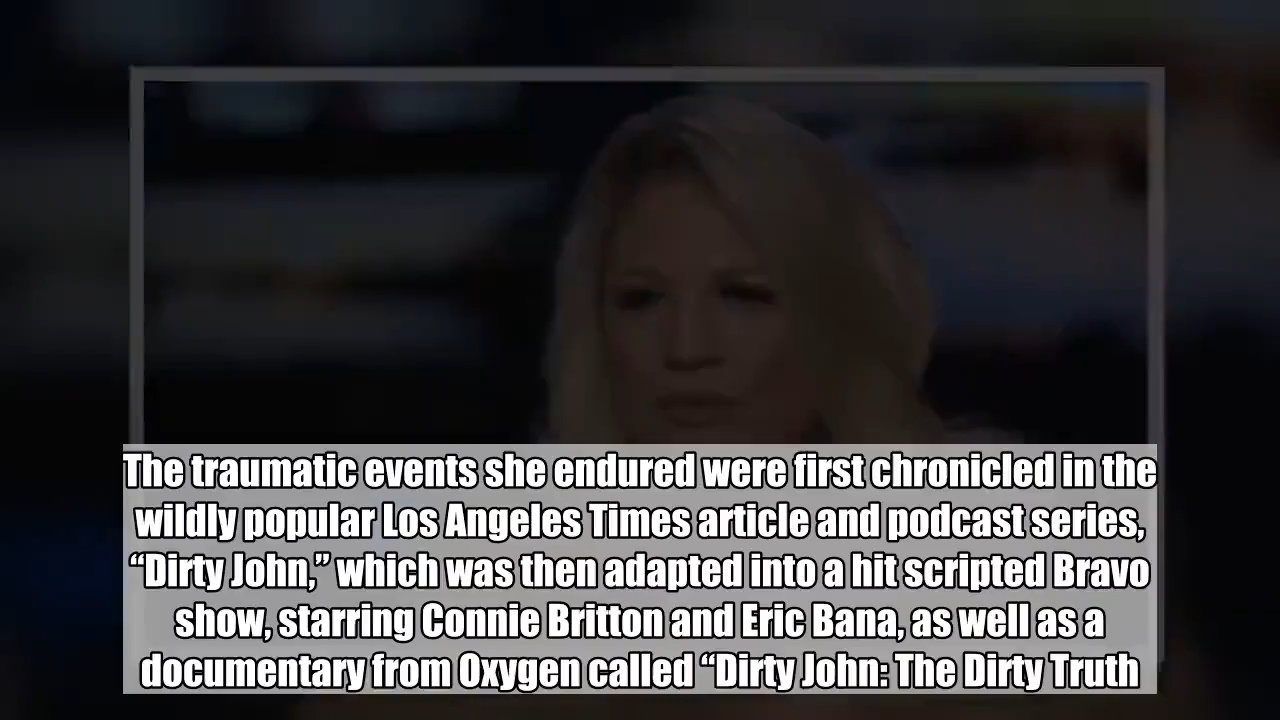 The traumatic events she endured were first chronicled in the
wildly popular Los Angeles Times article and podcast series,
“Dirty John,” which was then adapted into a hit scripted Bravo
show, starring Connie Britton and Eric Bana, as well as a
documentary from Oxygen called “Dirty John: The Dirty Truth